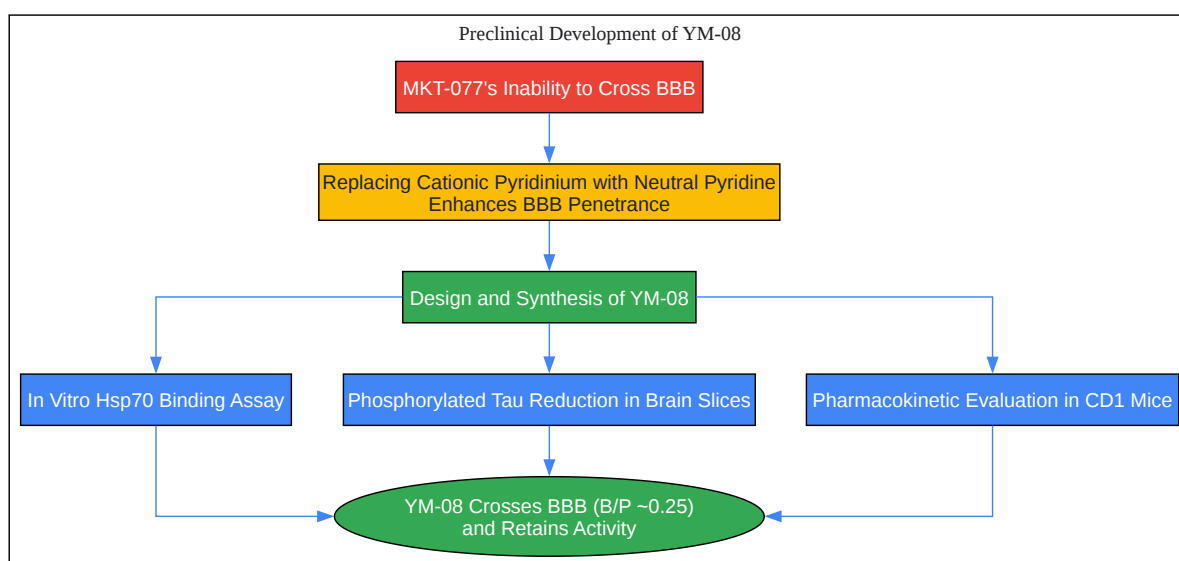 Preclinical Development of YM-08
MKT-077's Inability to Cross BBB
Replacing Cationic Pyridinium with Neutral Pyridine
Enhances BBB Penetrance
Design and Synthesis of YM-08
In Vitro Hsp70 Binding Assay
Phosphorylated Tau Reduction in Brain Slices
Pharmacokinetic Evaluation in CD1 Mice
YM-08 Crosses BBB (B/P ~0.25)
and Retains Activity